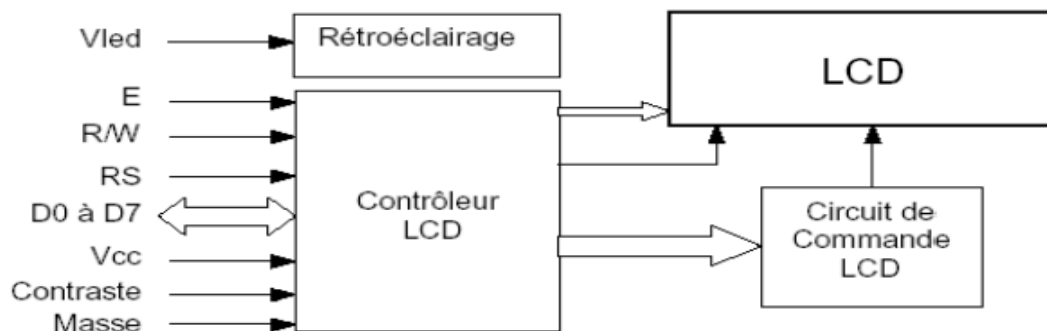 Vled
Rétroéclairage
LCD
E
R/W
RS
D0 à D7
Vcc
Contraste
Masse
Contrôleur
LCD
Circuit de
Commande
LCD